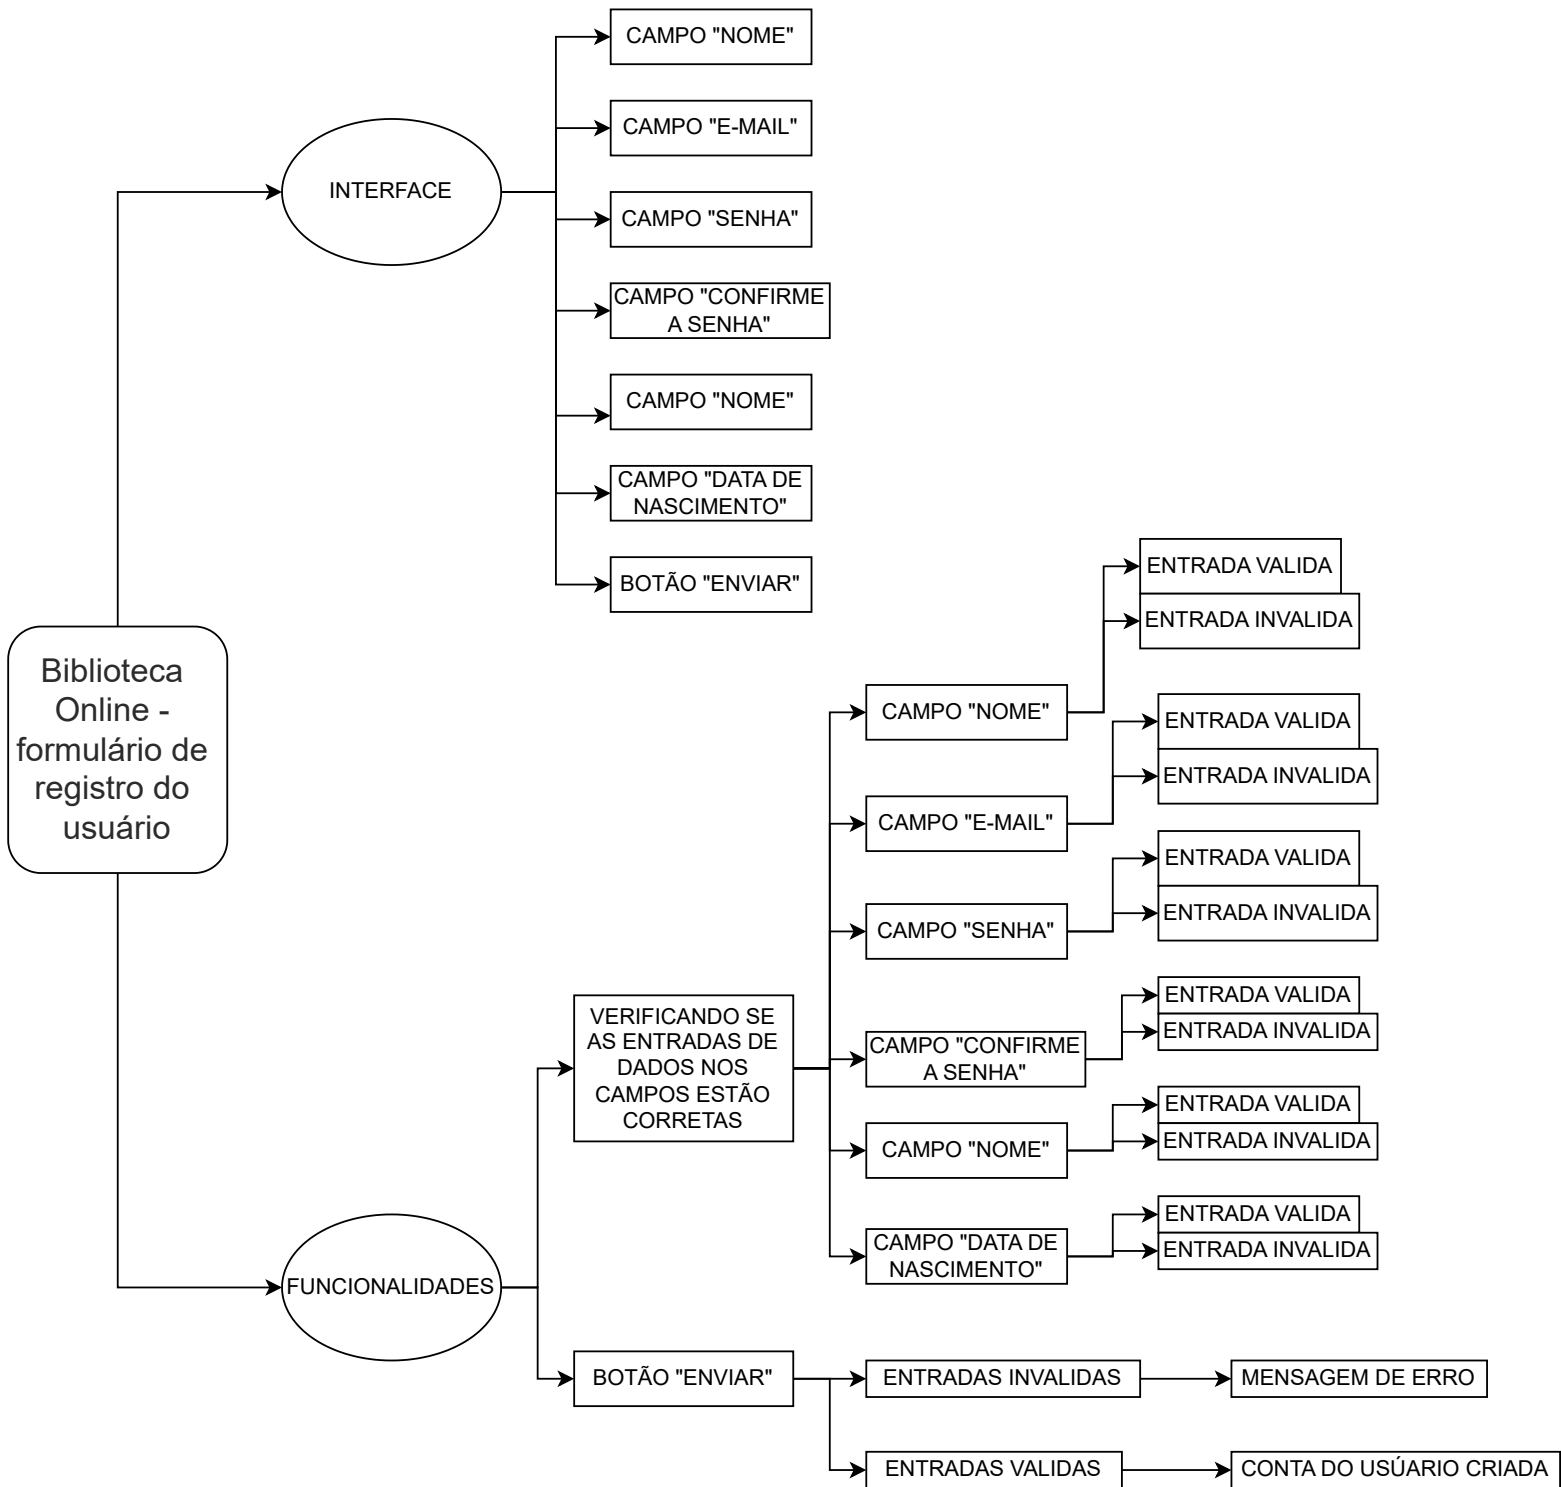 CAMPO "NOME"
CAMPO "E-MAIL"
INTERFACE
CAMPO "SENHA"
CAMPO "CONFIRME
A SENHA"
CAMPO "NOME"
CAMPO "DATA DE
NASCIMENTO"
BOTÃO "ENVIAR"
Biblioteca
Online -
formulário de
registro do
usuário
ENTRADA VALIDA
ENTRADA INVALIDA
CAMPO "NOME"
ENTRADA VALIDA
ENTRADA INVALIDA
CAMPO "E-MAIL"
ENTRADA VALIDA
ENTRADA INVALIDA
CAMPO "SENHA"
VERIFICANDO SE
AS ENTRADAS DE
DADOS NOS
CAMPOS ESTÃO
CORRETAS
ENTRADA VALIDA
ENTRADA INVALIDA
CAMPO "CONFIRME
A SENHA"
ENTRADA VALIDA
ENTRADA INVALIDA
CAMPO "NOME"
ENTRADA VALIDA
ENTRADA INVALIDA
CAMPO "DATA DE
NASCIMENTO"
FUNCIONALIDADES
BOTÃO "ENVIAR"
ENTRADAS INVALIDAS
MENSAGEM DE ERRO
ENTRADAS VALIDAS
CONTA DO USÚARIO CRIADA